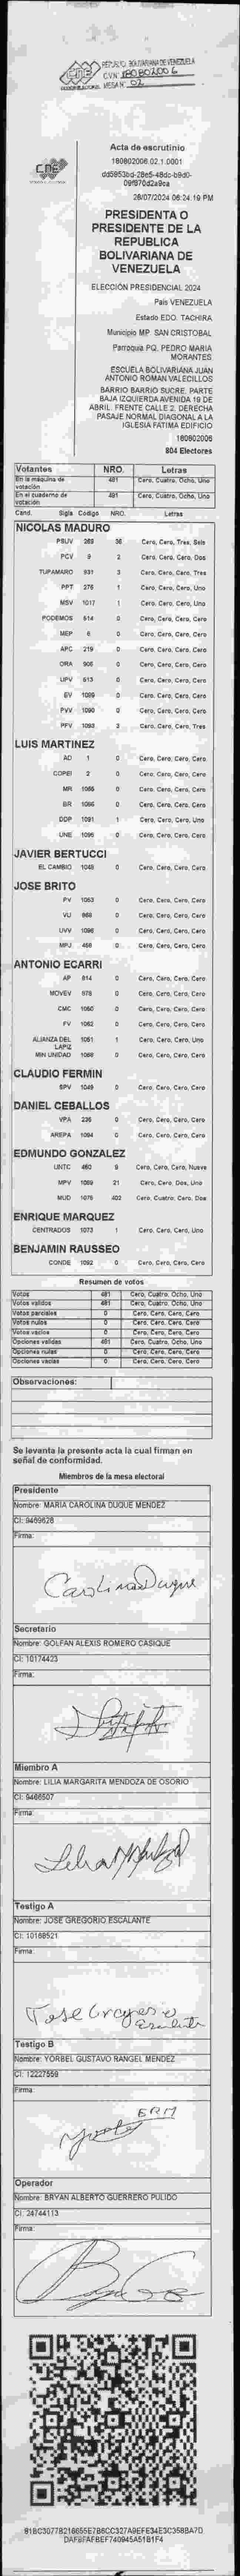 REPUBLICA BOLIVARIANA DE VENEZUELA
CVN: 180802006
MESA Nº: 02
CNE
Acta de escrutinio
180802006.02.1.0001
28/07/2024 06:24:19 PM
PRESIDENTA O
PRESIDENTE DE LA
REPUBLICA
BOLIVARIANA DE
VENEZUELA
ELECCIÓN PRESIDENCIAL 2024
País VENEZUELA
Estado EDO. TACHIRA
Municipio MP. SAN CRISTOBAL
Parroquia PQ. PEDRO MARIA
MORANTES
ESCUELA BOLIVARIANA JUAN
ANTONIO ROMAN VALECILLOS
BARRIO BARRIO SUCRE. PARTE
BAJA IZQUIERDA AVENIDA 19 DE
ABRIL. FRENTE CALLE 2. DERECHA
PASAJE NORMAL DIAGONAL A LA
IGLESIA FATIMA EDIFICIO
180802006
804 Electores
Votantes NRO. Letras
En la máquina de votación 481 Cero, Cuatro, Ocho, Uno
En el cuaderno de votación 481 Cero, Cuatro, Ocho, Uno
Cand. Sigla Código NRO. Letras
NICOLAS MADURO
PSUV 265 36 Cero, Cero, Tres, Seis
PCV 9 2 Cero, Cero, Cero, Dos
TUPAMARO 931 3 Cero, Cero, Cero, Tres
PPT 276 1 Cero, Cero, Cero, Uno
MSV 1017 1 Cero, Cero, Cero, Uno
PODEMOS 514 0 Cero, Cero, Cero, Cero
MEP 6 0 Cero, Cero, Cero, Cero
APC 219 0 Cero, Cero, Cero, Cero
ORA 906 0 Cero, Cero, Cero, Cero
UPV 513 0 Cero, Cero, Cero, Cero
EV 1099 0 Cero, Cero, Cero, Cero
PVV 1090 0 Cero, Cero, Cero, Cero
PFV 1093 3 Cero, Cero, Cero, Tres
LUIS MARTINEZ
AD 1 0 Cero, Cero, Cero, Cero
COPEI 2 0 Cero, Cero, Cero, Cero
MR 1055 0 Cero, Cero, Cero, Cero
BR 1096 0 Cero, Cero, Cero, Cero
DDP 1091 1 Cero, Cero, Cero, Uno
UNE 1095 0 Cero, Cero, Cero, Cero
JAVIER BERTUCCI
EL CAMBIO 1048 0 Cero, Cero, Cero, Cero
JOSE BRITO
PV 1053 0 Cero, Cero, Cero, Cero
VU 968 0 Cero, Cero, Cero, Cero
UVV 1098 0 Cero, Cero, Cero, Cero
MPJ 458 0 Cero, Cero, Cero, Cero
ANTONIO ECARRI
AP 814 0 Cero, Cero, Cero, Cero
MOVEV 978 0 Cero, Cero, Cero, Cero
CMC 1050 0 Cero, Cero, Cero, Cero
FV 1052 0 Cero, Cero, Cero, Cero
ALIANZA DEL LAPIZ 1051 1 Cero, Cero, Cero, Uno
MIN UNIDAD 1088 0 Cero, Cero, Cero, Cero
CLAUDIO FERMIN
SPV 1049 0 Cero, Cero, Cero, Cero
DANIEL CEBALLOS
VPA 236 0 Cero, Cero, Cero, Cero
AREPA 1094 0 Cero, Cero, Cero, Cero
EDMUNDO GONZALEZ
UNTC 460 9 Cero, Cero, Cero, Nueve
MPV 1089 21 Cero, Cero, Dos, Uno
MUD 1076 402 Cero, Cuatro, Cero, Dos
ENRIQUE MARQUEZ
CENTRADOS 1073 1 Cero, Cero, Cero, Uno
BENJAMIN RAUSSEO
CONDE 1092 0 Cero, Cero, Cero, Cero
Resumen de votos
Votos 481 Cero, Cuatro, Ocho, Uno
Votos validos 481 Cero, Cuatro, Ocho, Uno
Votos parciales 0 Cero, Cero, Cero, Cero
Votos nulos 0 Cero, Cero, Cero, Cero
Votos vacios 0 Cero, Cero, Cero, Cero
Opciones validas 481 Cero, Cuatro, Ocho, Uno
Opciones nulas 0 Cero, Cero, Cero, Cero
Opciones vacias 0 Cero, Cero, Cero, Cero
Observaciones:
Se levanta la presente acta la cual firman en
señal de conformidad.
Miembros de la mesa electoral
Presidente
Nombre: MARIA CAROLINA DUQUE MENDEZ
CI: 9469628
Firma:
Carolina Duque
Secretario
Nombre: GOLFAN ALEXIS ROMERO CASIQUE
CI: 10174423
Firma:
Miembro A
Nombre: LILIA MARGARITA MENDOZA DE OSORIO
CI: 9466507
Firma:
Testigo A
Nombre: JOSE GREGORIO ESCALANTE
CI: 10168521
Firma:
Jose Gregorio
Escalante
Testigo B
Nombre: YORBEL GUSTAVO RANGEL MENDEZ
CI: 12227559
Firma:
Operador
Nombre: BRYAN ALBERTO GUERRERO PULIDO
CI: 24744113
Firma: